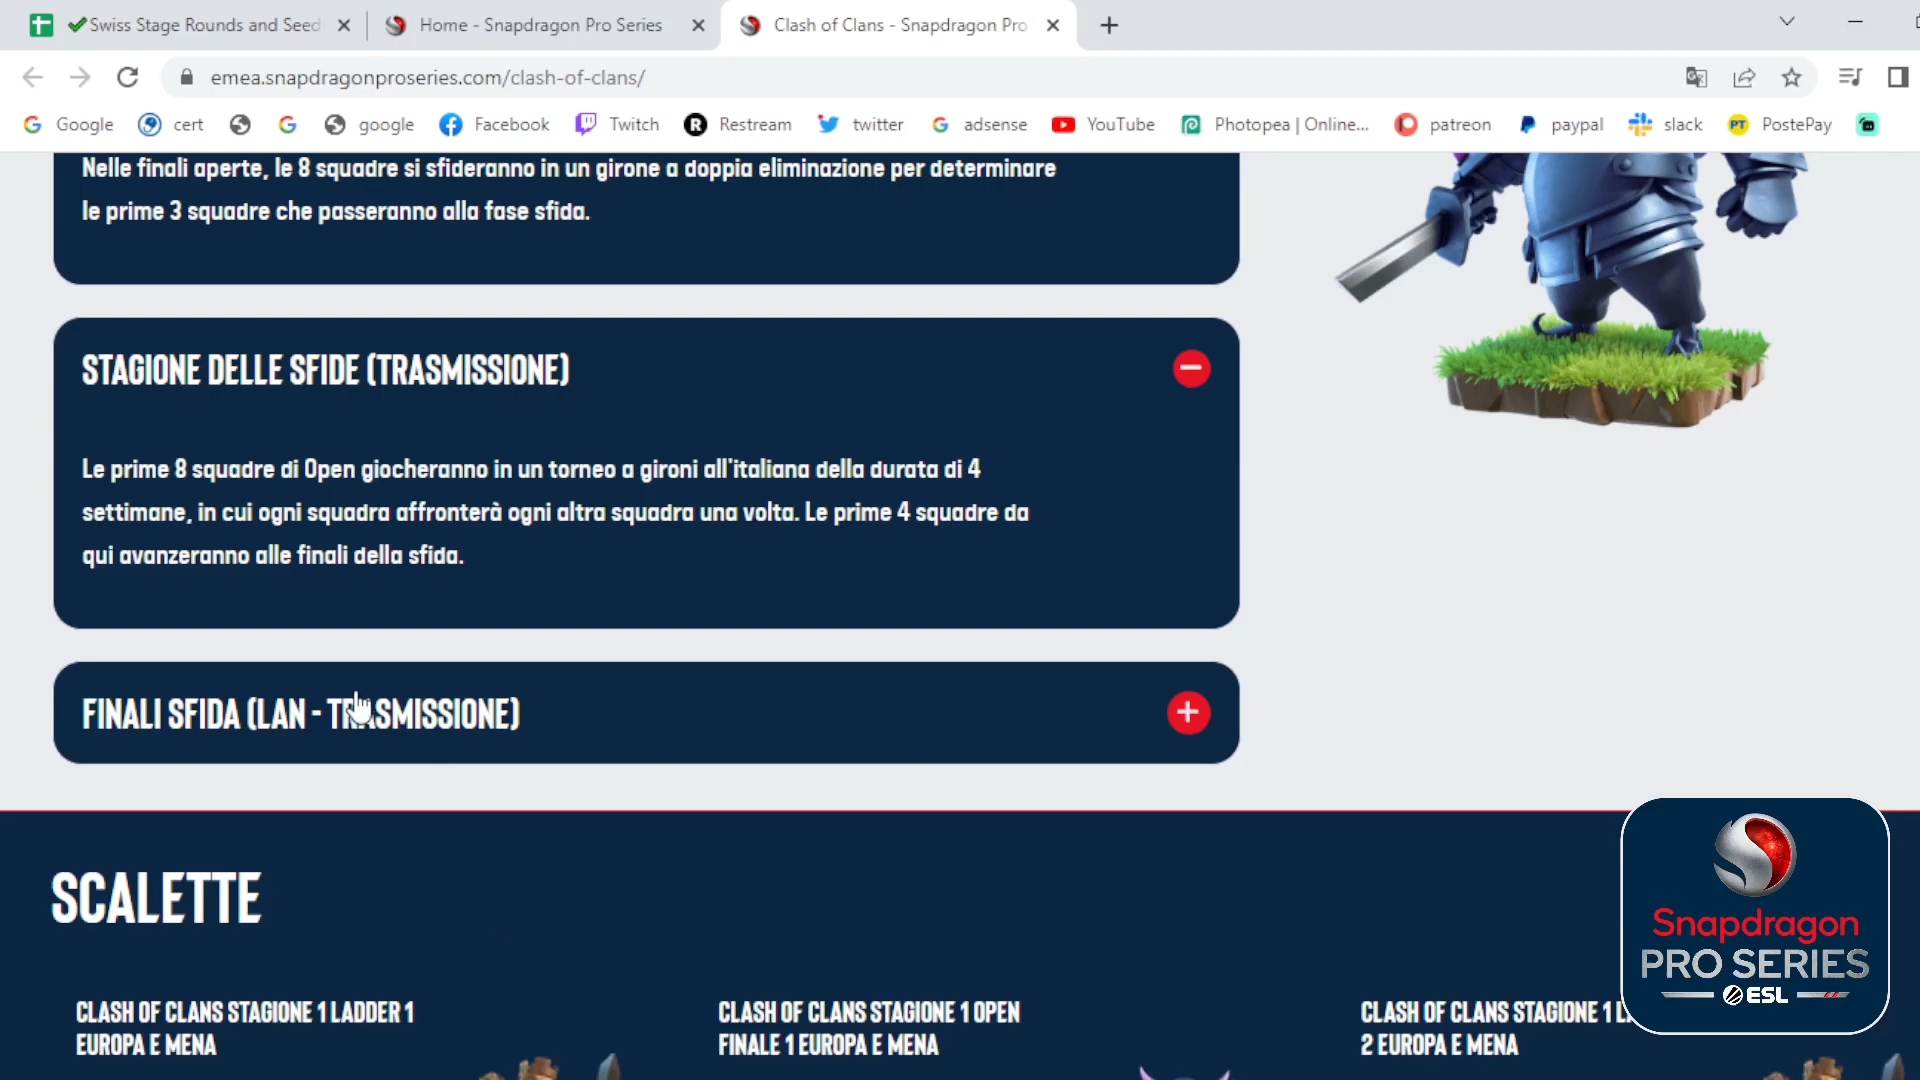 ✔Swiss Stage Rounds and Seed
Home - Snapdragon Pro Series
Clash of Clans - Snapdragon Pro
emea.snapdragonproseries.com/clash-of-clans/
Google
cert
google
Facebook
Twitch
Restream
twitter
adsense
YouTube
Photopea | Online...
patreon
paypal
slack
PT PostePay
Nelle finali aperte, le 8 squadre si sfideranno in un girone a doppia eliminazione per determinare
le prime 3 squadre che passeranno alla fase sfida.
STAGIONE DELLE SFIDE (TRASMISSIONE)
Le prime 8 squadre di Open giocheranno in un torneo a gironi all'italiana della durata di 4
settimane, in cui ogni squadra affronterà ogni altra squadra una volta. Le prime 4 squadre da
qui avanzeranno alle finali della sfida.
FINALI SFIDA (LAN - TRASMISSIONE)
SCALETTE
CLASH OF CLANS STAGIONE 1 LADDER 1
EUROPA E MENA
CLASH OF CLANS STAGIONE 1 OPEN
FINALE 1 EUROPA E MENA
CLASH OF CLANS STAGIONE 1
2 EUROPA E MENA
Snapdragon
PRO SERIES
ESL